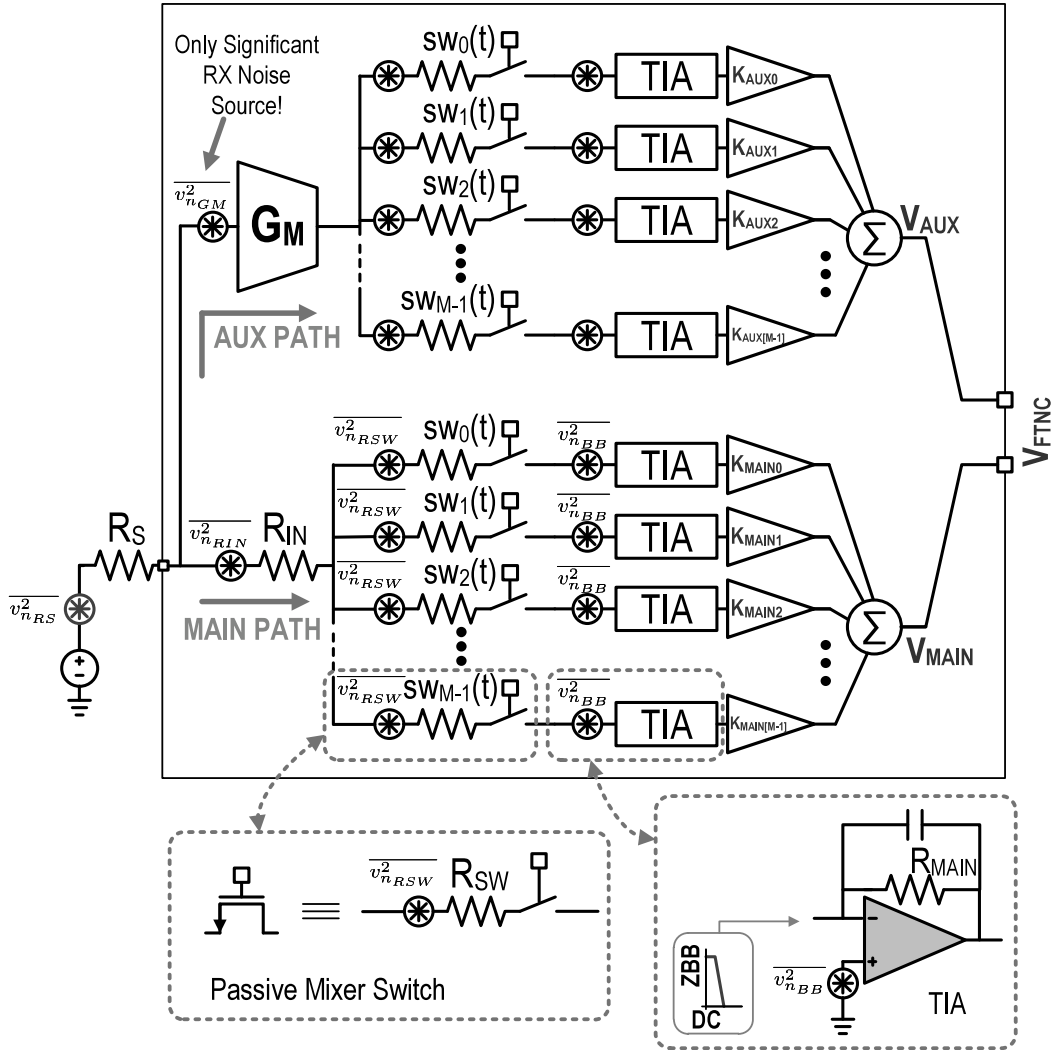 Only Significant
RX Noise
Source!
sw0(t)
TIA
KAUX0
sw1(t)
TIA
KAUX1
v²nGM
GM
sw2(t)
TIA
KAUX2
Σ
VAUX
swM-1(t)
TIA
KAUX[M-1]
AUX PATH
v²nRSW
sw0(t)
v²nBB
TIA
KMAIN0
VFTNC
v²nRSW
sw1(t)
v²nBB
TIA
KMAIN1
RS
v²nRIN
RIN
v²nRSW
sw2(t)
v²nBB
TIA
KMAIN2
Σ
VMAIN
v²nRS
MAIN PATH
v²nRSW
swM-1(t)
v²nBB
TIA
KMAIN[M-1]
v²nRSW
RSW
Passive Mixer Switch
RMAIN
ZBB
DC
v²nBB
TIA